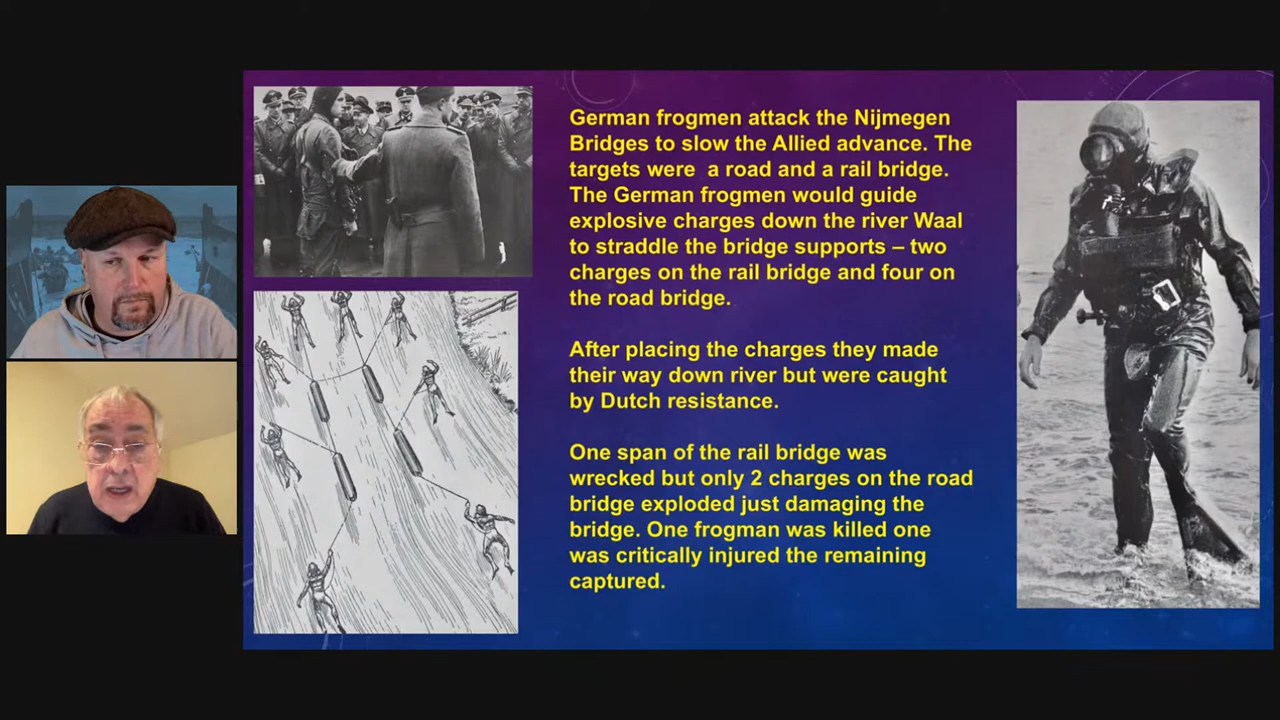 German frogmen attack the Nijmegen
Bridges to slow the Allied advance. The
targets were  a road and a rail bridge.
The German frogmen would guide
explosive charges down the river Waal
to straddle the bridge supports – two
charges on the rail bridge and four on
the road bridge.
After placing the charges they made
their way down river but were caught
by Dutch resistance.
One span of the rail bridge was
wrecked but only 2 charges on the road
bridge exploded just damaging the
bridge. One frogman was killed one
was critically injured the remaining
captured.